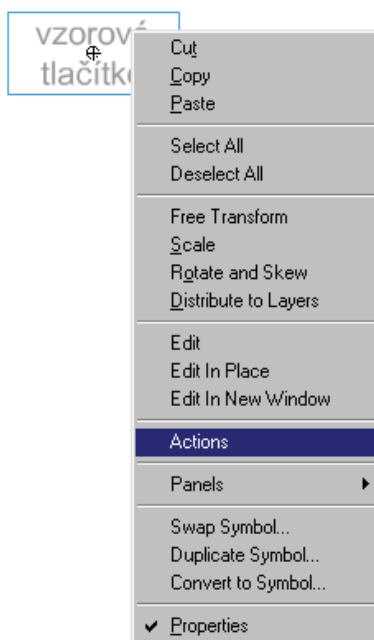 vzorové
tlačítko
Cut
Copy
Paste
Select All
Deselect All
Free Transform
Scale
Rotate and Skew
Distribute to Layers
Edit
Edit In Place
Edit In New Window
Actions
Panels
Swap Symbol...
Duplicate Symbol...
Convert to Symbol...
Properties